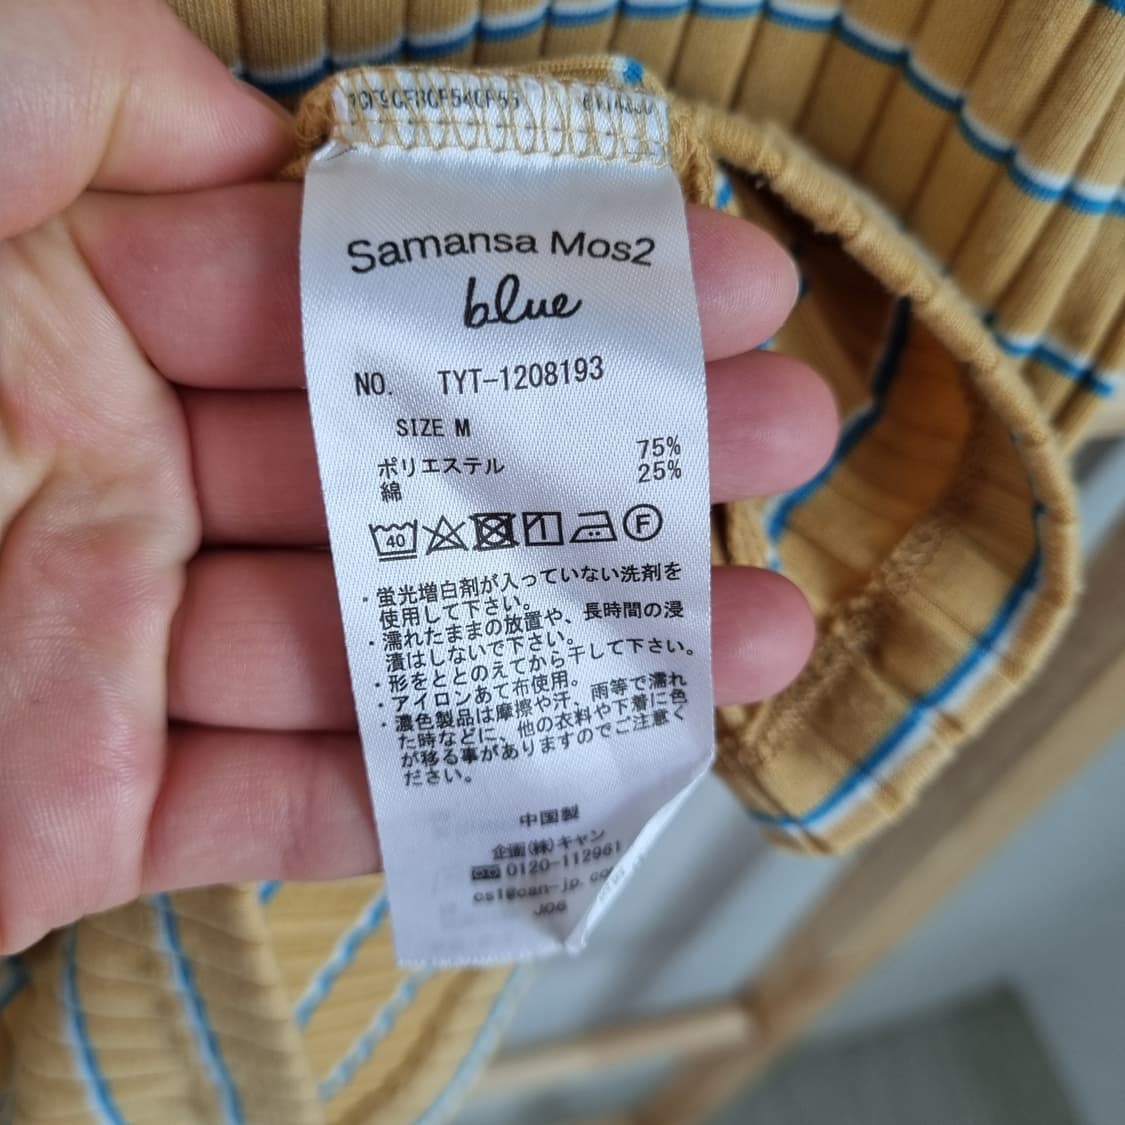 Samansa Mos2
blue
NO. TYT-1208193
SIZE M
ポリエステル 75%
綿 25%
40
F
・蛍光増白剤が入っていない洗剤を
使用して下さい。
・濡れたままの放置や、長時間の浸
漬はしないで下さい。
・形をととのえてから干して下さい。
・アイロンあて布使用。
・濃色製品は摩擦や汗、雨等で濡れ
た時などに、他の衣料や下着に色
が移る事がありますのでご注意く
ださい。
中国製
企画(株)キャン
0120-112961
J06